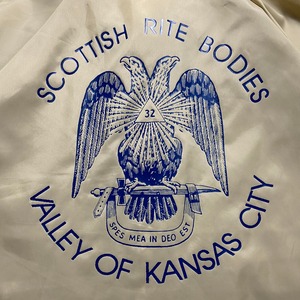 SCOTTISH RITE BODIES
32
SPES MEA IN DEO EST
VALLEY OF KANSAS CITY